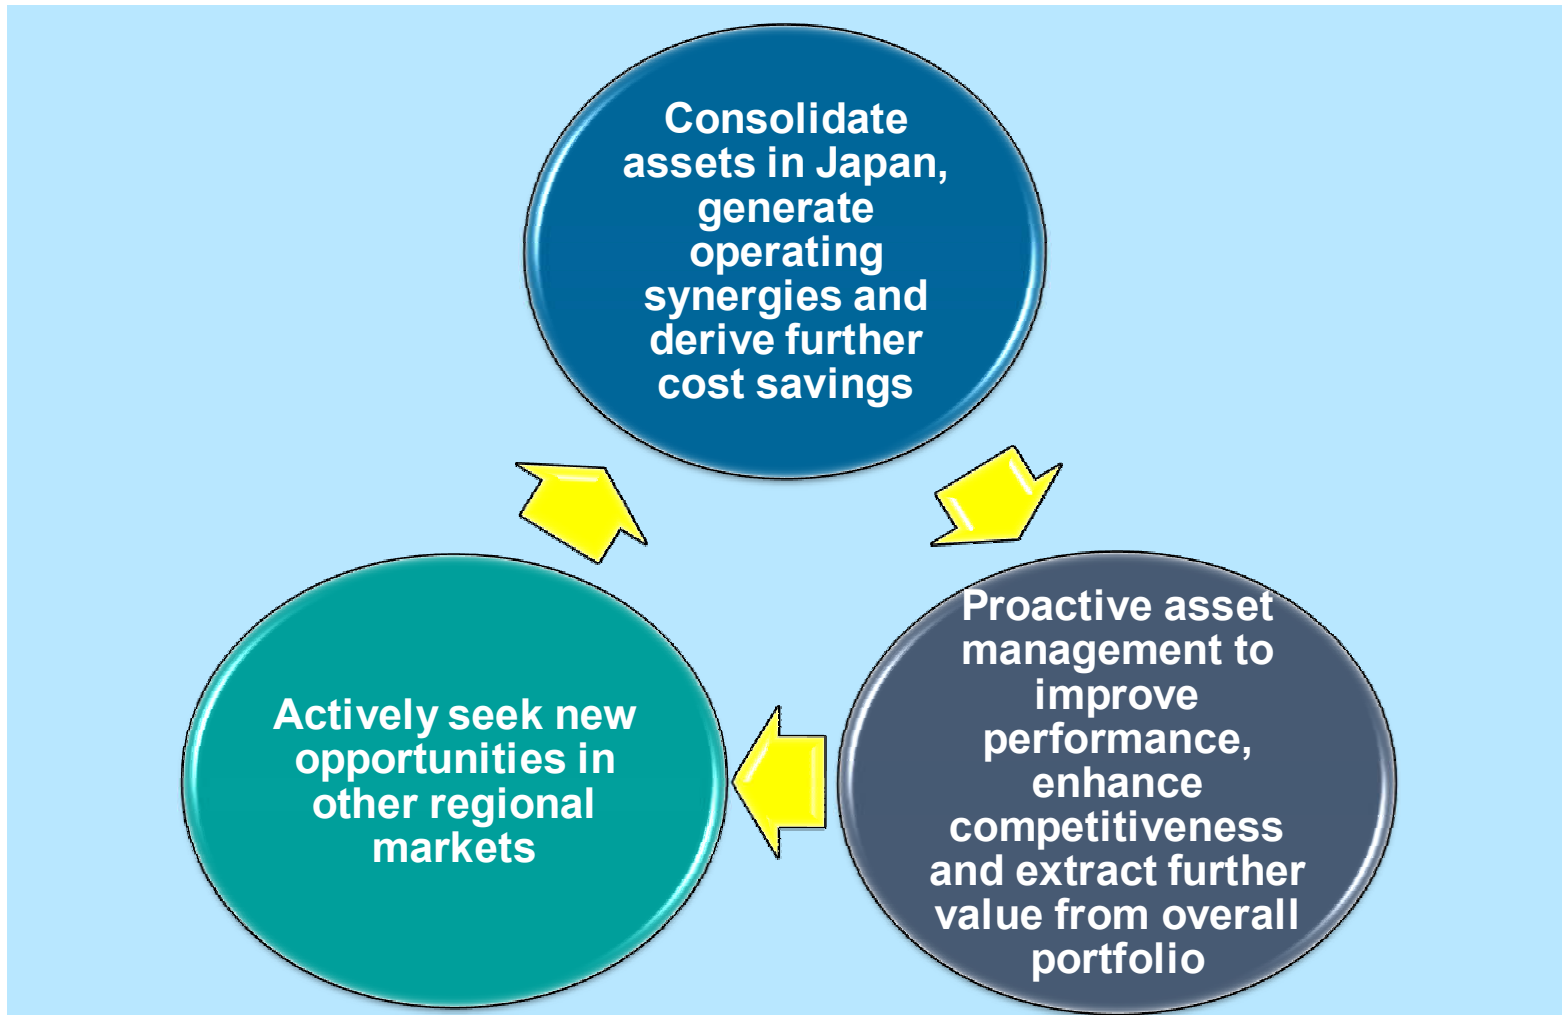 Consolidate
assets in Japan,
generate
operating
synergies and
derive further
cost savings
Proactive asset
management to
improve
performance,
enhance
competitiveness
and extract further
value from overall
portfolio
Actively seek new
opportunities in
other regional
markets